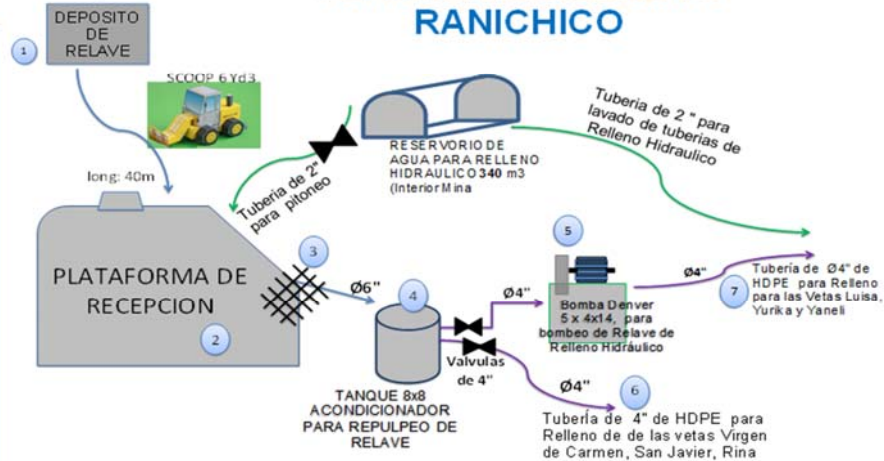 RANICHICO
DEPOSITO
DE
RELAVE
1
SCOOP 6 Yd3
long: 40m
Tuberia de 2"
para pitoneo
RESERVORIO DE
AGUA PARA RELLENO
HIDRAULICO 340 m3
(Interior Mina
Tuberia de 2 " para
lavado de tuberias de
Relleno Hidraulico
PLATAFORMA DE
RECEPCION
2
3
Ø6"
4
TANQUE 8x8
ACONDICIONADOR
PARA REPULPEO DE
RELAVE
Ø4"
Valvulas
de 4"
5
Bomba Denver
5 x 4x14, para
bombeo de Relave de
Relleno Hidráulico
Ø4"
7
Tubería de Ø4" de
HDPE para Relleno
para las Vetas Luisa,
Yurika y Yaneli
Ø4"
6
Tubería de 4" de HDPE para
Relleno de de las vetas Virgen
de Carmen, San Javier, Rina